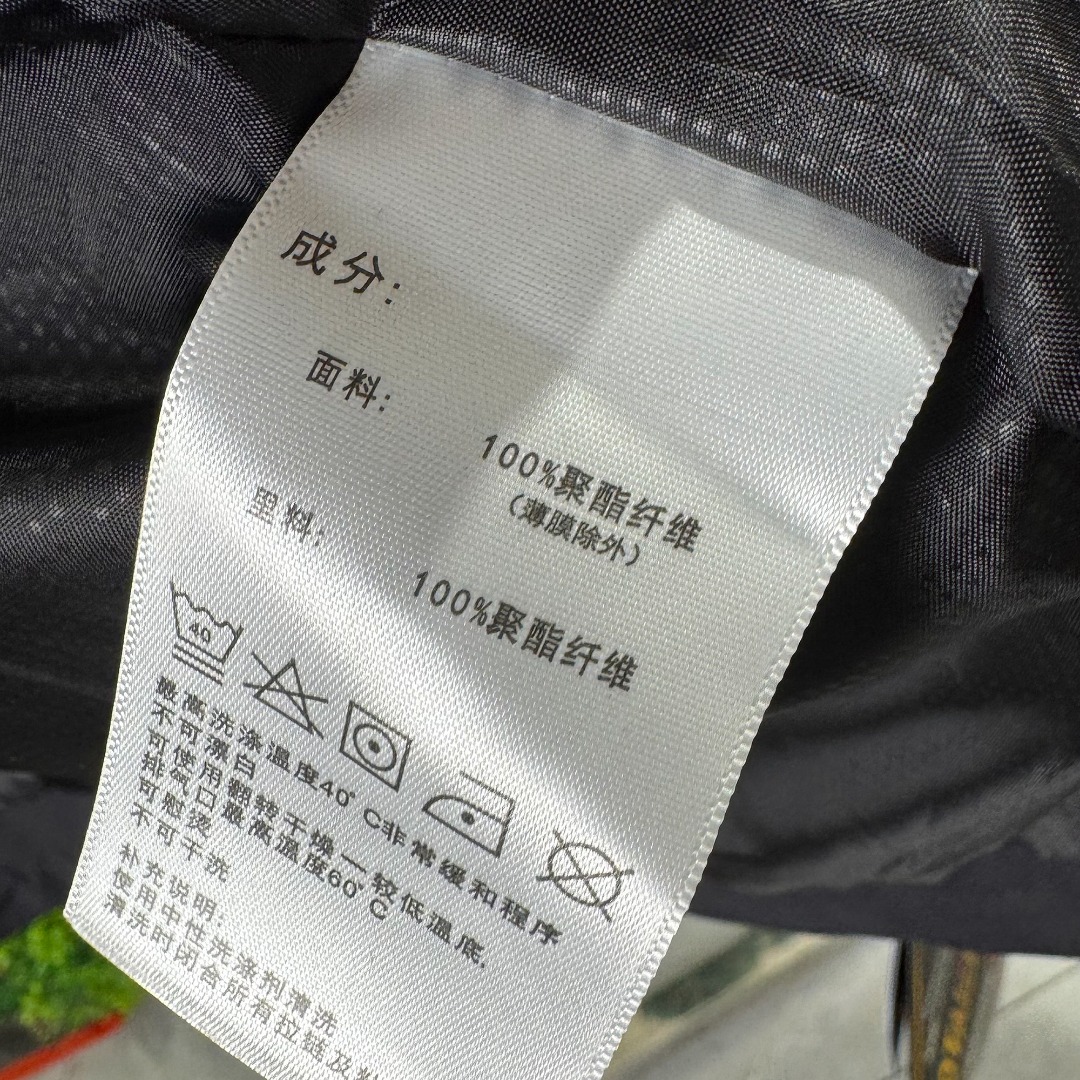 成分:
面料:
100%聚酯纤维
(薄膜除外)
里料:
100%聚酯纤维
40
最高洗涤温度40°C非常缓和程序
不可漂白
可使用翻转干燥一较低温底,
排气口最高温度60°C
可熨烫
不可干洗
补充说明:
使用中性洗涤剂清洗
清洗时闭合所有拉链及